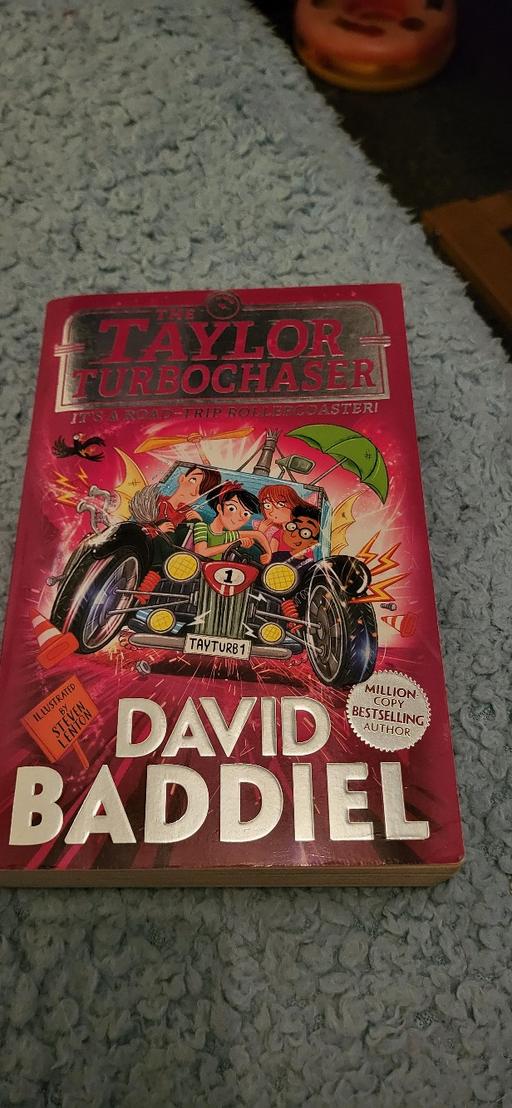 THE
TAYLOR
TURBOCHASER
IT'S A ROAD-TRIP ROLLERCOASTER!
1
TAYTURB1
ILLUSTRATED
BY
STEVEN
LENTON
MILLION
COPY
BESTSELLING
AUTHOR
DAVID
BADDIEL